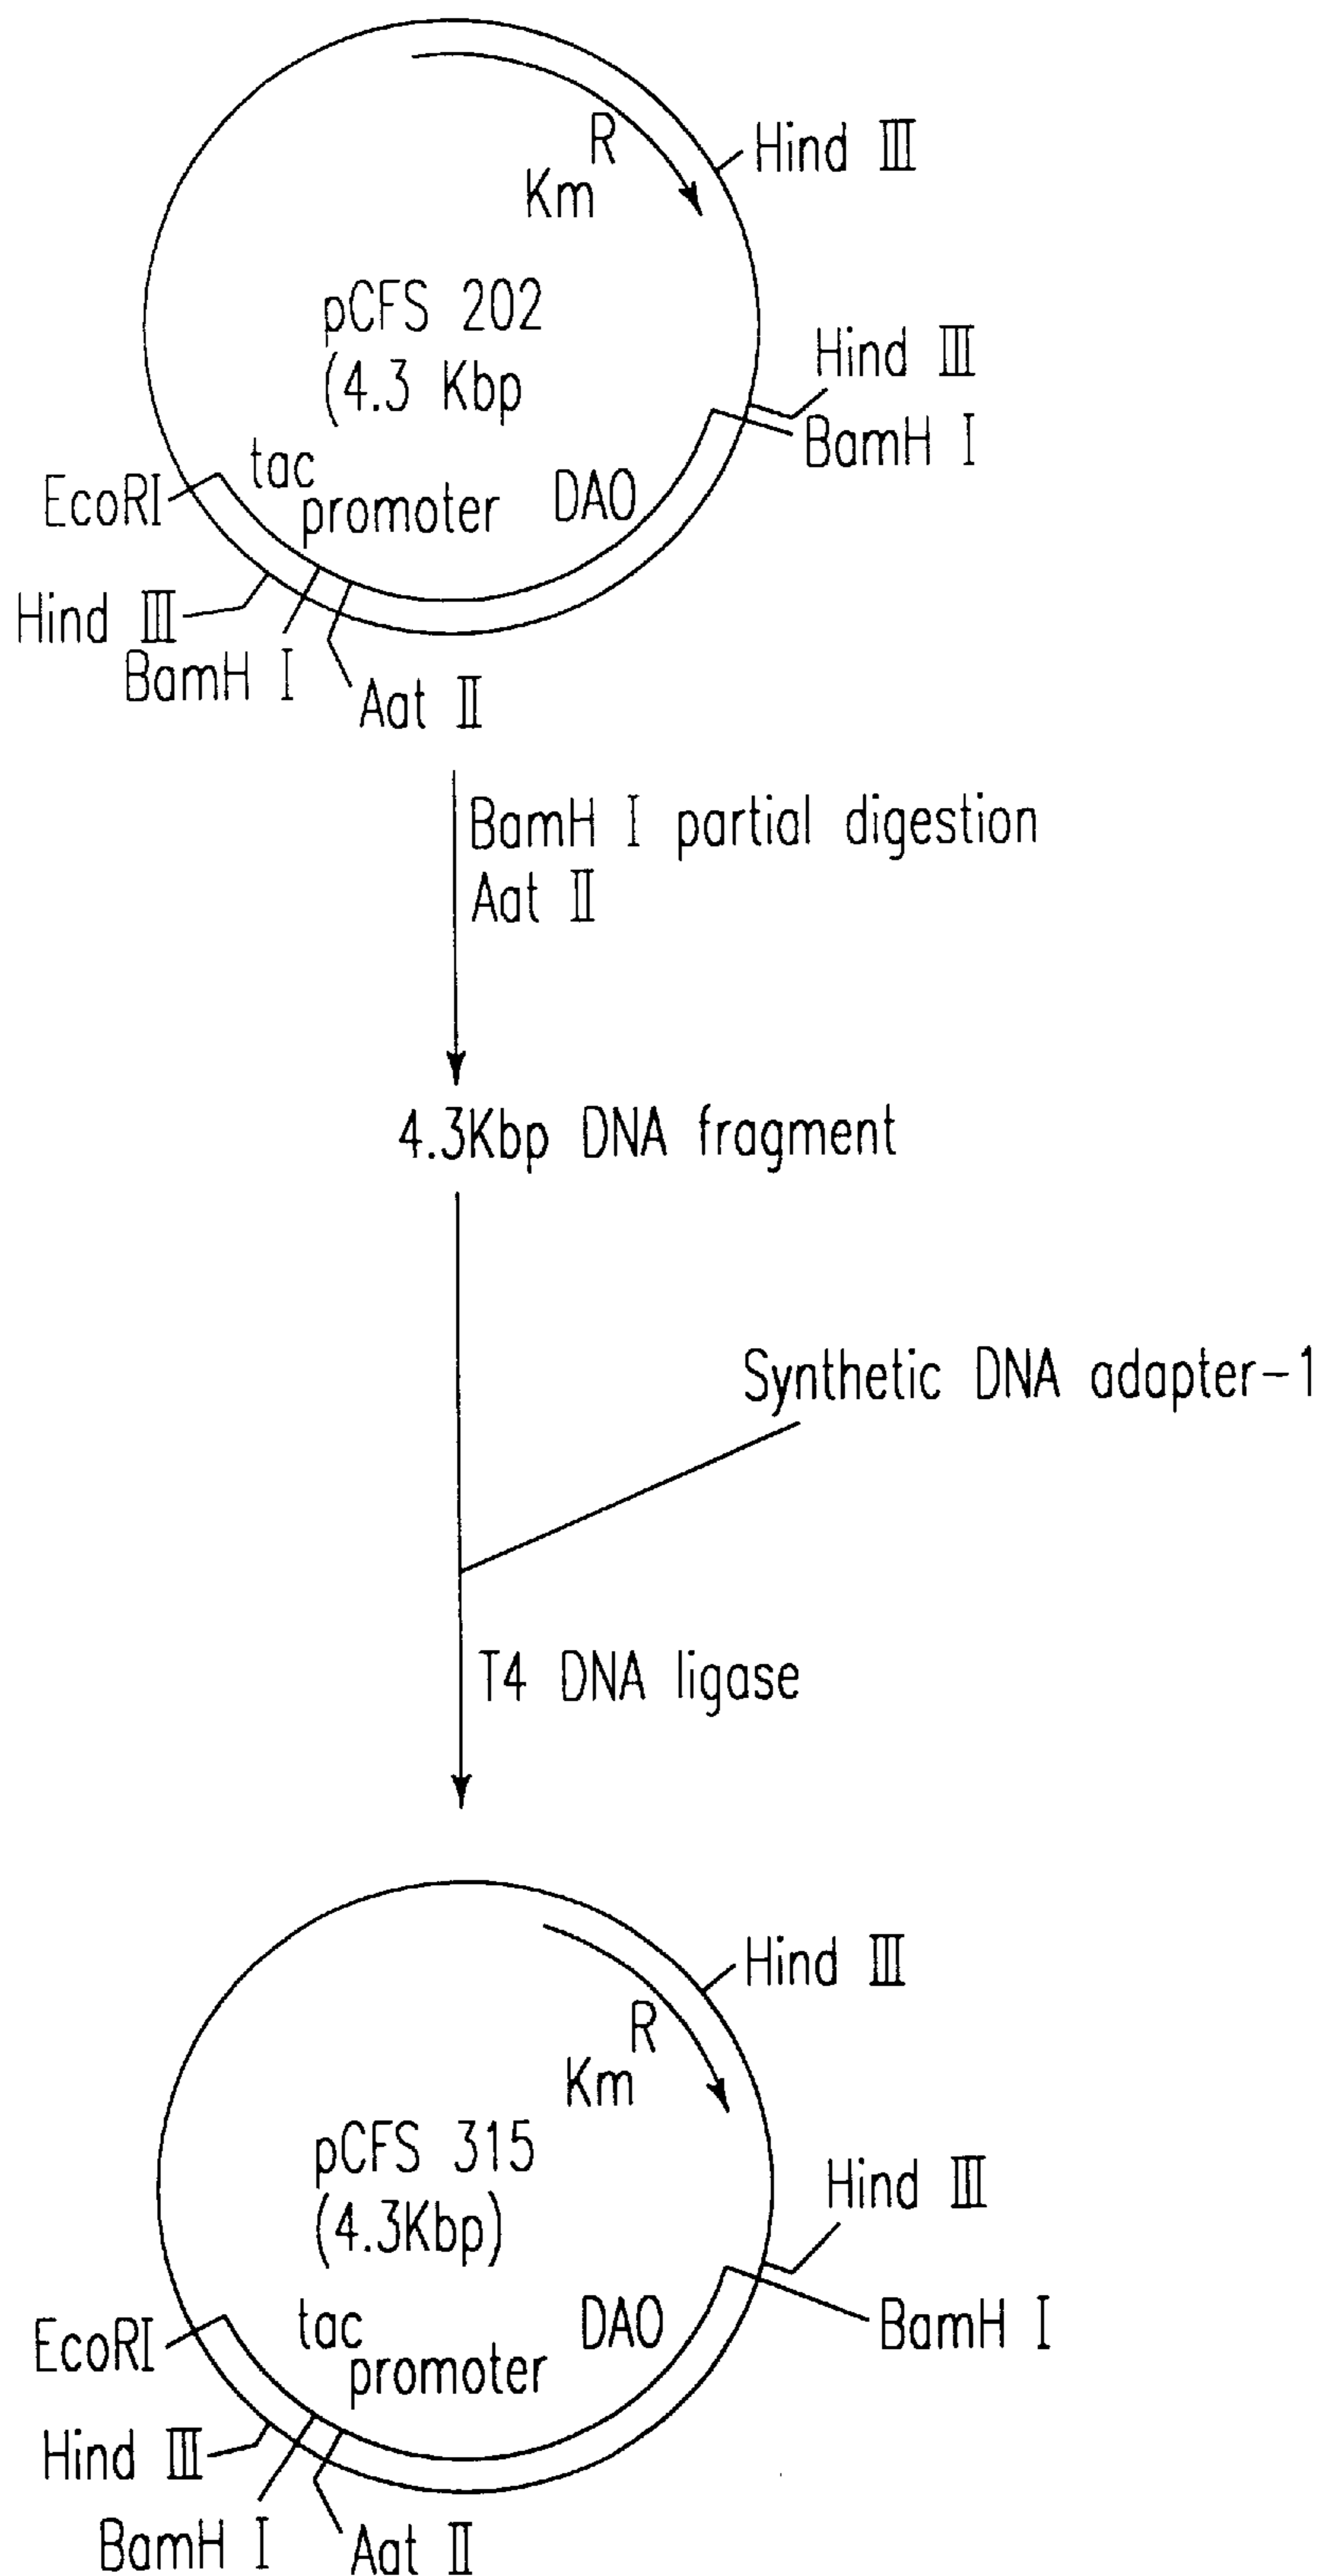 Hind III
R
Km
pCFS 202
(4.3 Kbp
Hind III
BamH I
tac
promoter
DAO
EcoRI
Hind III
BamH I
Aat II
BamH I partial digestion
Aat II
4.3Kbp DNA fragment
Synthetic DNA adapter-1
T4 DNA ligase
Hind III
R
Km
pCFS 315
(4.3Kbp)
Hind III
BamH I
tac
promoter
DAO
EcoRI
Hind III
BamH I
Aat II